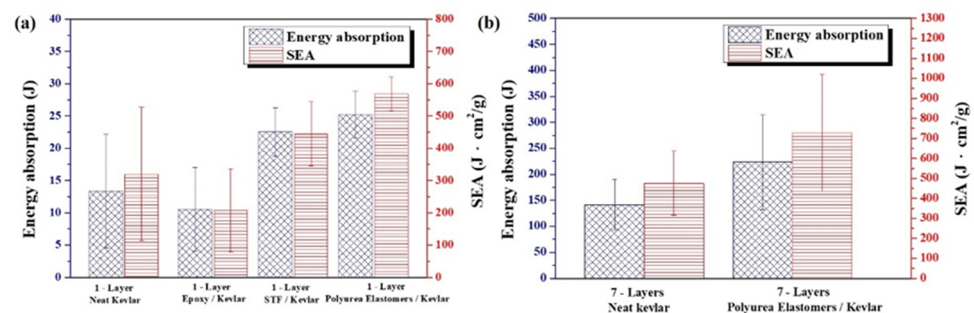 (a)
Energy absorption (J)
40
35
30
25
20
15
10
5
0
Energy absorption
SEA
800
700
600
500
400
300
200
100
0
SEA (J · cm²/g)
1 - Layer
Neat Kevlar
1 - Layer
Epoxy / Kevlar
1 - Layer
STF / Kevlar
1 - Layer
Polyurea Elastomers / Kevlar
(b)
Energy absorption (J)
500
450
400
350
300
250
200
150
100
50
0
Energy absorption
SEA
1300
1200
1100
1000
900
800
700
600
500
400
300
200
100
0
SEA (J · cm²/g)
7 - Layers
Neat kevlar
7 - Layers
Polyurea Elastomers / Kevlar